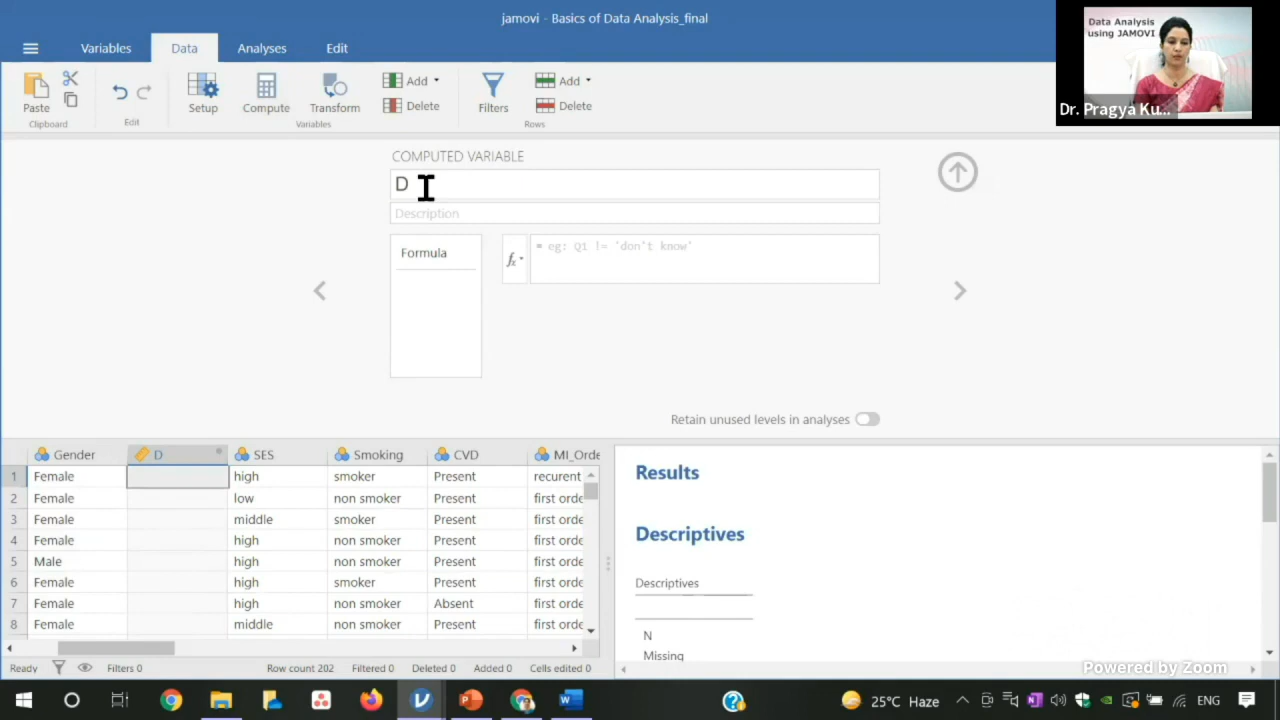 jamovi - Basics of Data Analysis_final
Data Analysis
using JAMOVI
Dr. Pragya Ku...
Variables Data Analyses Edit
Paste
Clipboard
Edit
Setup Compute Transform
Add
Delete
Variables
Filters
Add
Delete
Rows
COMPUTED VARIABLE
D
Description
Formula
fx
= eg: Q1 != 'don't know'
Retain unused levels in analyses
Gender D SES Smoking CVD MI_Orde
1 Female high smoker Present recurent
2 Female low non smoker Present first orde
3 Female middle smoker Present first orde
4 Female high non smoker Present first orde
5 Male high non smoker Present first orde
6 Female high smoker Present first orde
7 Female high non smoker Absent first orde
8 Female middle non smoker Present first orde
Ready Filters 0 Row count 202 Filtered 0 Deleted 0 Added 0 Cells edited 0
Results
Descriptives
Descriptives
N
Missing
Powered by Zoom
25°C Haze ENG